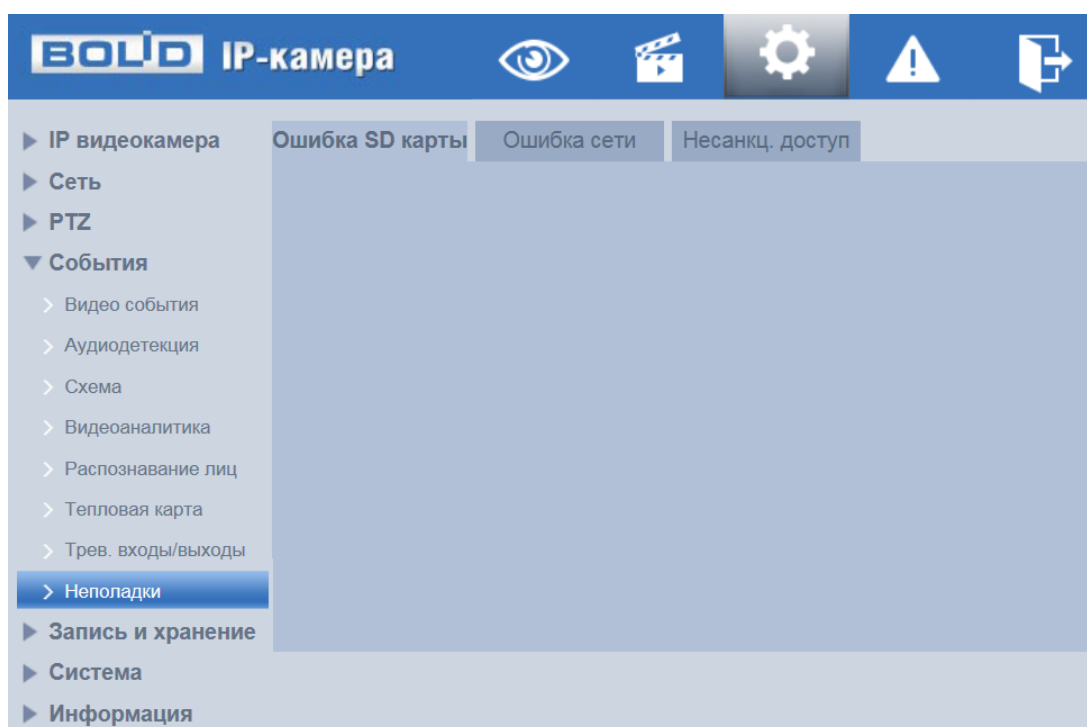 BOLID IP-камера
IP видеокамера
Сеть
PTZ
События
Видео события
Аудиодетекция
Схема
Видеоаналитика
Распознавание лиц
Тепловая карта
Трев. входы/выходы
Неполадки
Запись и хранение
Система
Информация
Ошибка SD карты Ошибка сети Несанкц. доступ